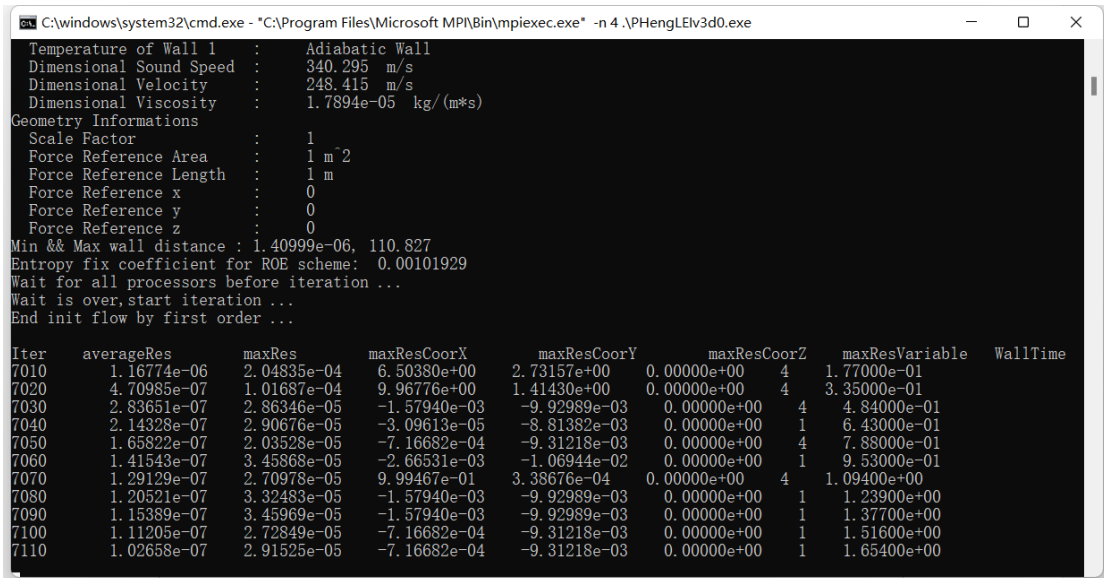 C:\windows\system32\cmd.exe - "C:\Program Files\Microsoft MPI\Bin\mpiexec.exe" -n 4 .\PHengLEIv3d0.exe
Temperature of Wall 1 : Adiabatic Wall
Dimensional Sound Speed : 340.295 m/s
Dimensional Velocity : 248.415 m/s
Dimensional Viscosity : 1.7894e-05 kg/(m*s)
Geometry Informations
Scale Factor : 1
Force Reference Area : 1 m^2
Force Reference Length : 1 m
Force Reference x : 0
Force Reference y : 0
Force Reference z : 0
Min && Max wall distance : 1.40999e-06, 110.827
Entropy fix coefficient for ROE scheme: 0.00101929
Wait for all processors before iteration ...
Wait is over,start iteration ...
End init flow by first order ...
Iter averageRes maxRes maxResCoorX maxResCoorY maxResCoorZ maxResVariable WallTime
7010 1.16774e-06 2.04835e-04 6.50380e+00 2.73157e+00 0.00000e+00 4 1.77000e-01
7020 4.70985e-07 1.01687e-04 9.96776e+00 1.41430e+00 0.00000e+00 4 3.35000e-01
7030 2.83651e-07 2.86346e-05 -1.57940e-03 -9.92989e-03 0.00000e+00 4 4.84000e-01
7040 2.14328e-07 2.90676e-05 -3.09613e-05 -8.81382e-03 0.00000e+00 1 6.43000e-01
7050 1.65822e-07 2.03528e-05 -7.16682e-04 -9.31218e-03 0.00000e+00 4 7.88000e-01
7060 1.41543e-07 3.45868e-05 -2.66531e-03 -1.06944e-02 0.00000e+00 1 9.53000e-01
7070 1.29129e-07 2.70978e-05 9.99467e-01 3.38676e-04 0.00000e+00 4 1.09400e+00
7080 1.20521e-07 3.32483e-05 -1.57940e-03 -9.92989e-03 0.00000e+00 1 1.23900e+00
7090 1.15389e-07 3.45969e-05 -1.57940e-03 -9.92989e-03 0.00000e+00 1 1.37700e+00
7100 1.11205e-07 2.72849e-05 -7.16682e-04 -9.31218e-03 0.00000e+00 1 1.51600e+00
7110 1.02658e-07 2.91525e-05 -7.16682e-04 -9.31218e-03 0.00000e+00 1 1.65400e+00